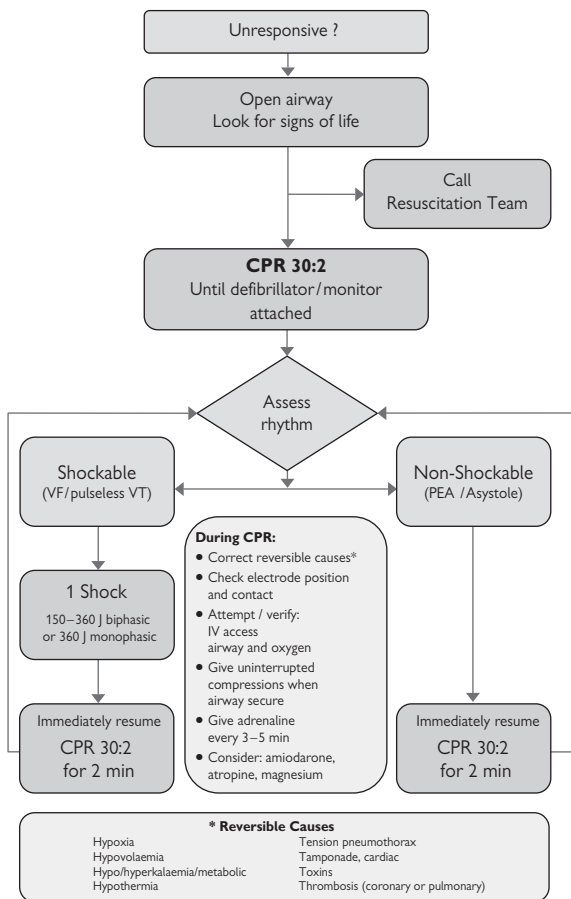 Unresponsive ?
Open airway
Look for signs of life
Call
Resuscitation Team
CPR 30:2
Until defibrillator/monitor
attached
Assess
rhythm
Shockable
(VF/pulseless VT)
Non-Shockable
(PEA /Asystole)
1 Shock
150–360 J biphasic
or 360 J monophasic
During CPR:
• Correct reversible causes*
• Check electrode position
and contact
• Attempt / verify:
IV access
airway and oxygen
• Give uninterrupted
compressions when
airway secure
• Give adrenaline
every 3–5 min
• Consider: amiodarone,
atropine, magnesium
Immediately resume
CPR 30:2
for 2 min
Immediately resume
CPR 30:2
for 2 min
* Reversible Causes
Hypoxia
Hypovolaemia
Hypo/hyperkalaemia/metabolic
Hypothermia
Tension pneumothorax
Tamponade, cardiac
Toxins
Thrombosis (coronary or pulmonary)